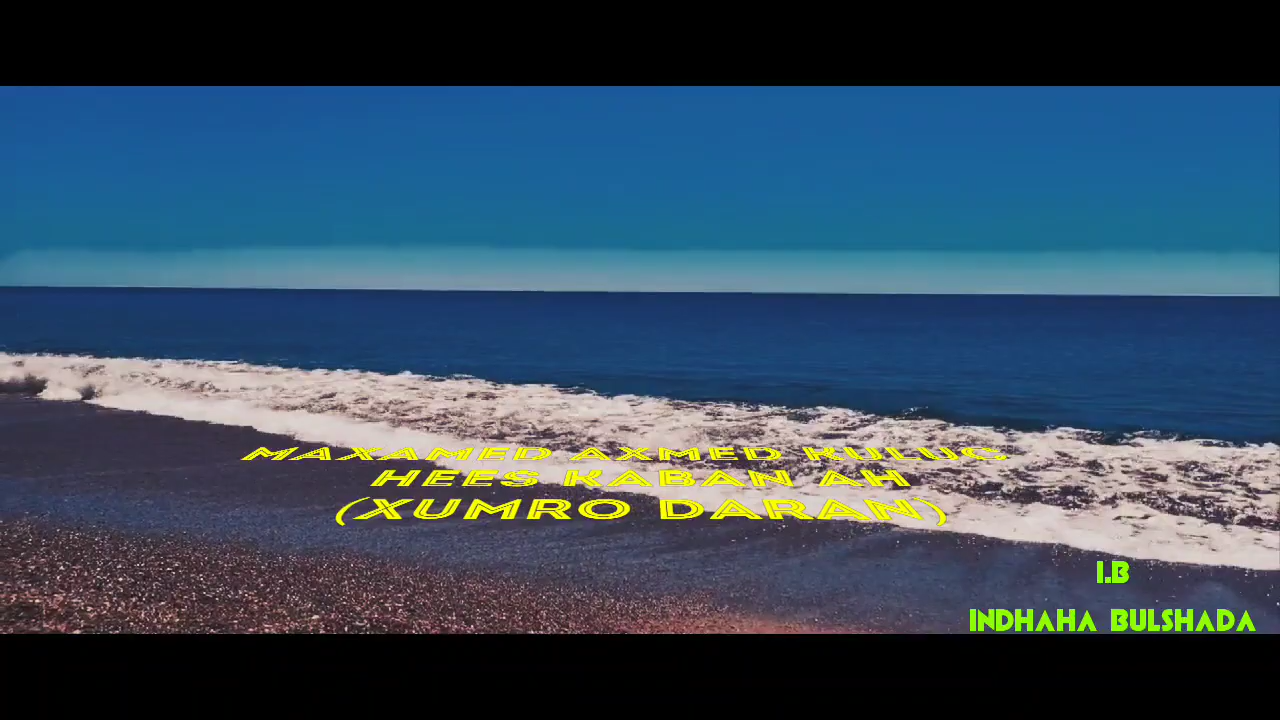 MAXAMED AXMED KULUC
HEES KABAN AH
(XUMRO DARAN)
I.B
INDHAHA BULSHADA